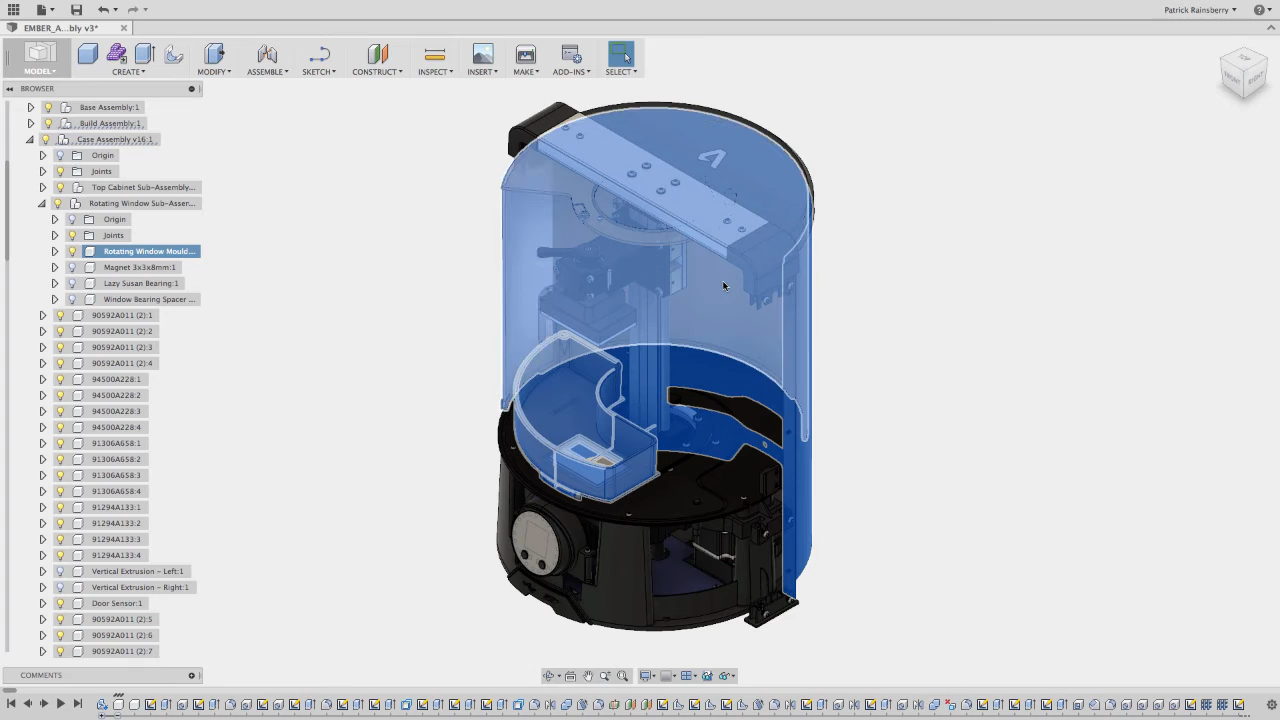 Patrick Rainsberry
EMBER_A...bly v3*
MODEL
CREATE
MODIFY
ASSEMBLE
SKETCH
CONSTRUCT
INSPECT
INSERT
MAKE
ADD-INS
SELECT
BROWSER
Base Assembly:1
Build Assembly:1
Case Assembly v16:1
Origin
Joints
Top Cabinet Sub-Assembly...
Rotating Window Sub-Asser...
Origin
Joints
Rotating Window Mould...
Magnet 3x3x8mm:1
Lazy Susan Bearing:1
Window Bearing Spacer ...
90592A011 (2):1
90592A011 (2):2
90592A011 (2):3
90592A011 (2):4
94500A228:1
94500A228:2
94500A228:3
94500A228:4
91306A658:1
91306A658:2
91306A658:3
91306A658:4
91294A133:1
91294A133:2
91294A133:3
91294A133:4
Vertical Extrusion - Left:1
Vertical Extrusion - Right:1
Door Sensor:1
90592A011 (2):5
90592A011 (2):6
90592A011 (2):7
COMMENTS